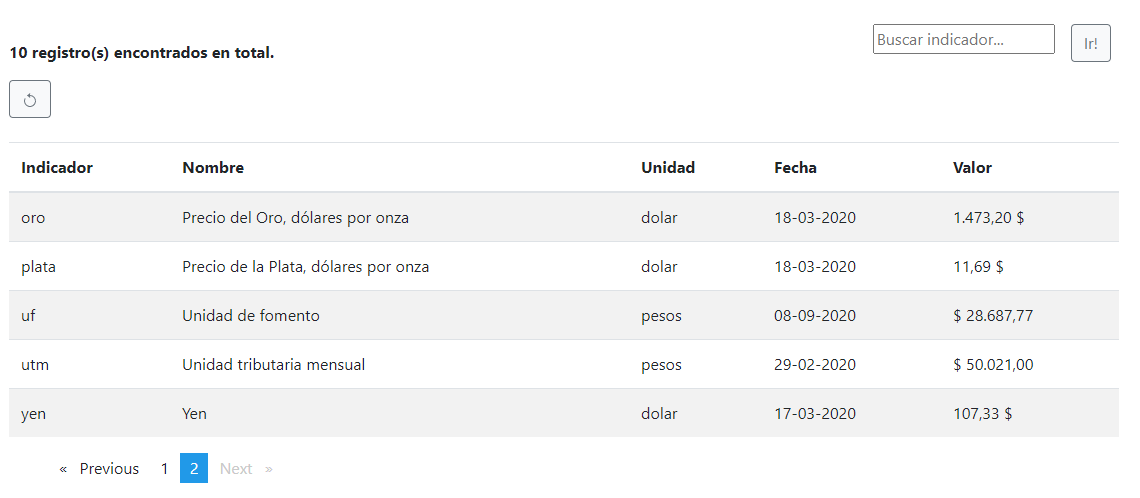 Buscar indicador... Ir!
10 registro(s) encontrados en total.
Indicador Nombre Unidad Fecha Valor
oro Precio del Oro, dólares por onza dolar 18-03-2020 1.473,20 $
plata Precio de la Plata, dólares por onza dolar 18-03-2020 11,69 $
uf Unidad de fomento pesos 08-09-2020 $ 28.687,77
utm Unidad tributaria mensual pesos 29-02-2020 $ 50.021,00
yen Yen dolar 17-03-2020 107,33 $
« Previous 1 2 Next »